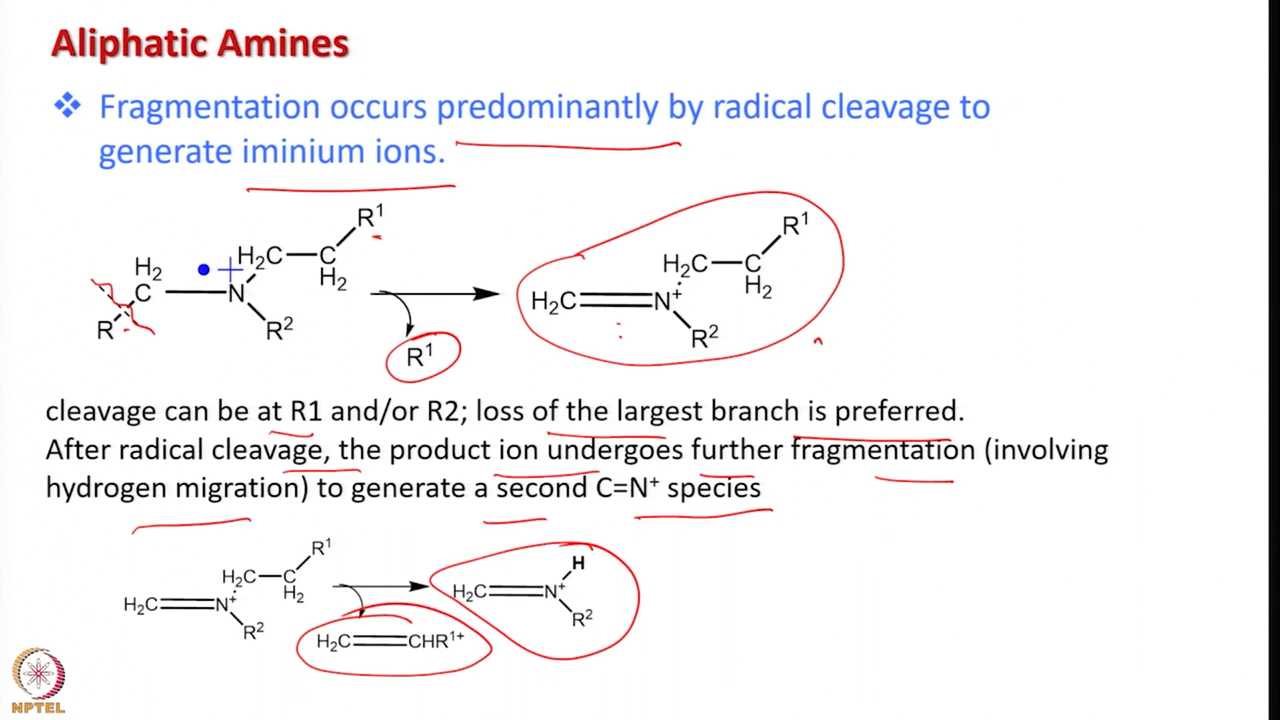 Aliphatic Amines
❖ Fragmentation occurs predominantly by radical cleavage to
generate iminium ions.
R¹
H₂
H₂C—C
•+
C
H₂
N
R
R²
R¹
R¹
H₂C—C
H₂
H₂C=N⁺
R²
cleavage can be at R1 and/or R2; loss of the largest branch is preferred.
After radical cleavage, the product ion undergoes further fragmentation (involving
hydrogen migration) to generate a second C=N⁺ species
R¹
H₂C—C
H₂
H₂C=N⁺
R²
H₂C=CHR¹⁺
H
H₂C=N⁺
R²
NPTEL